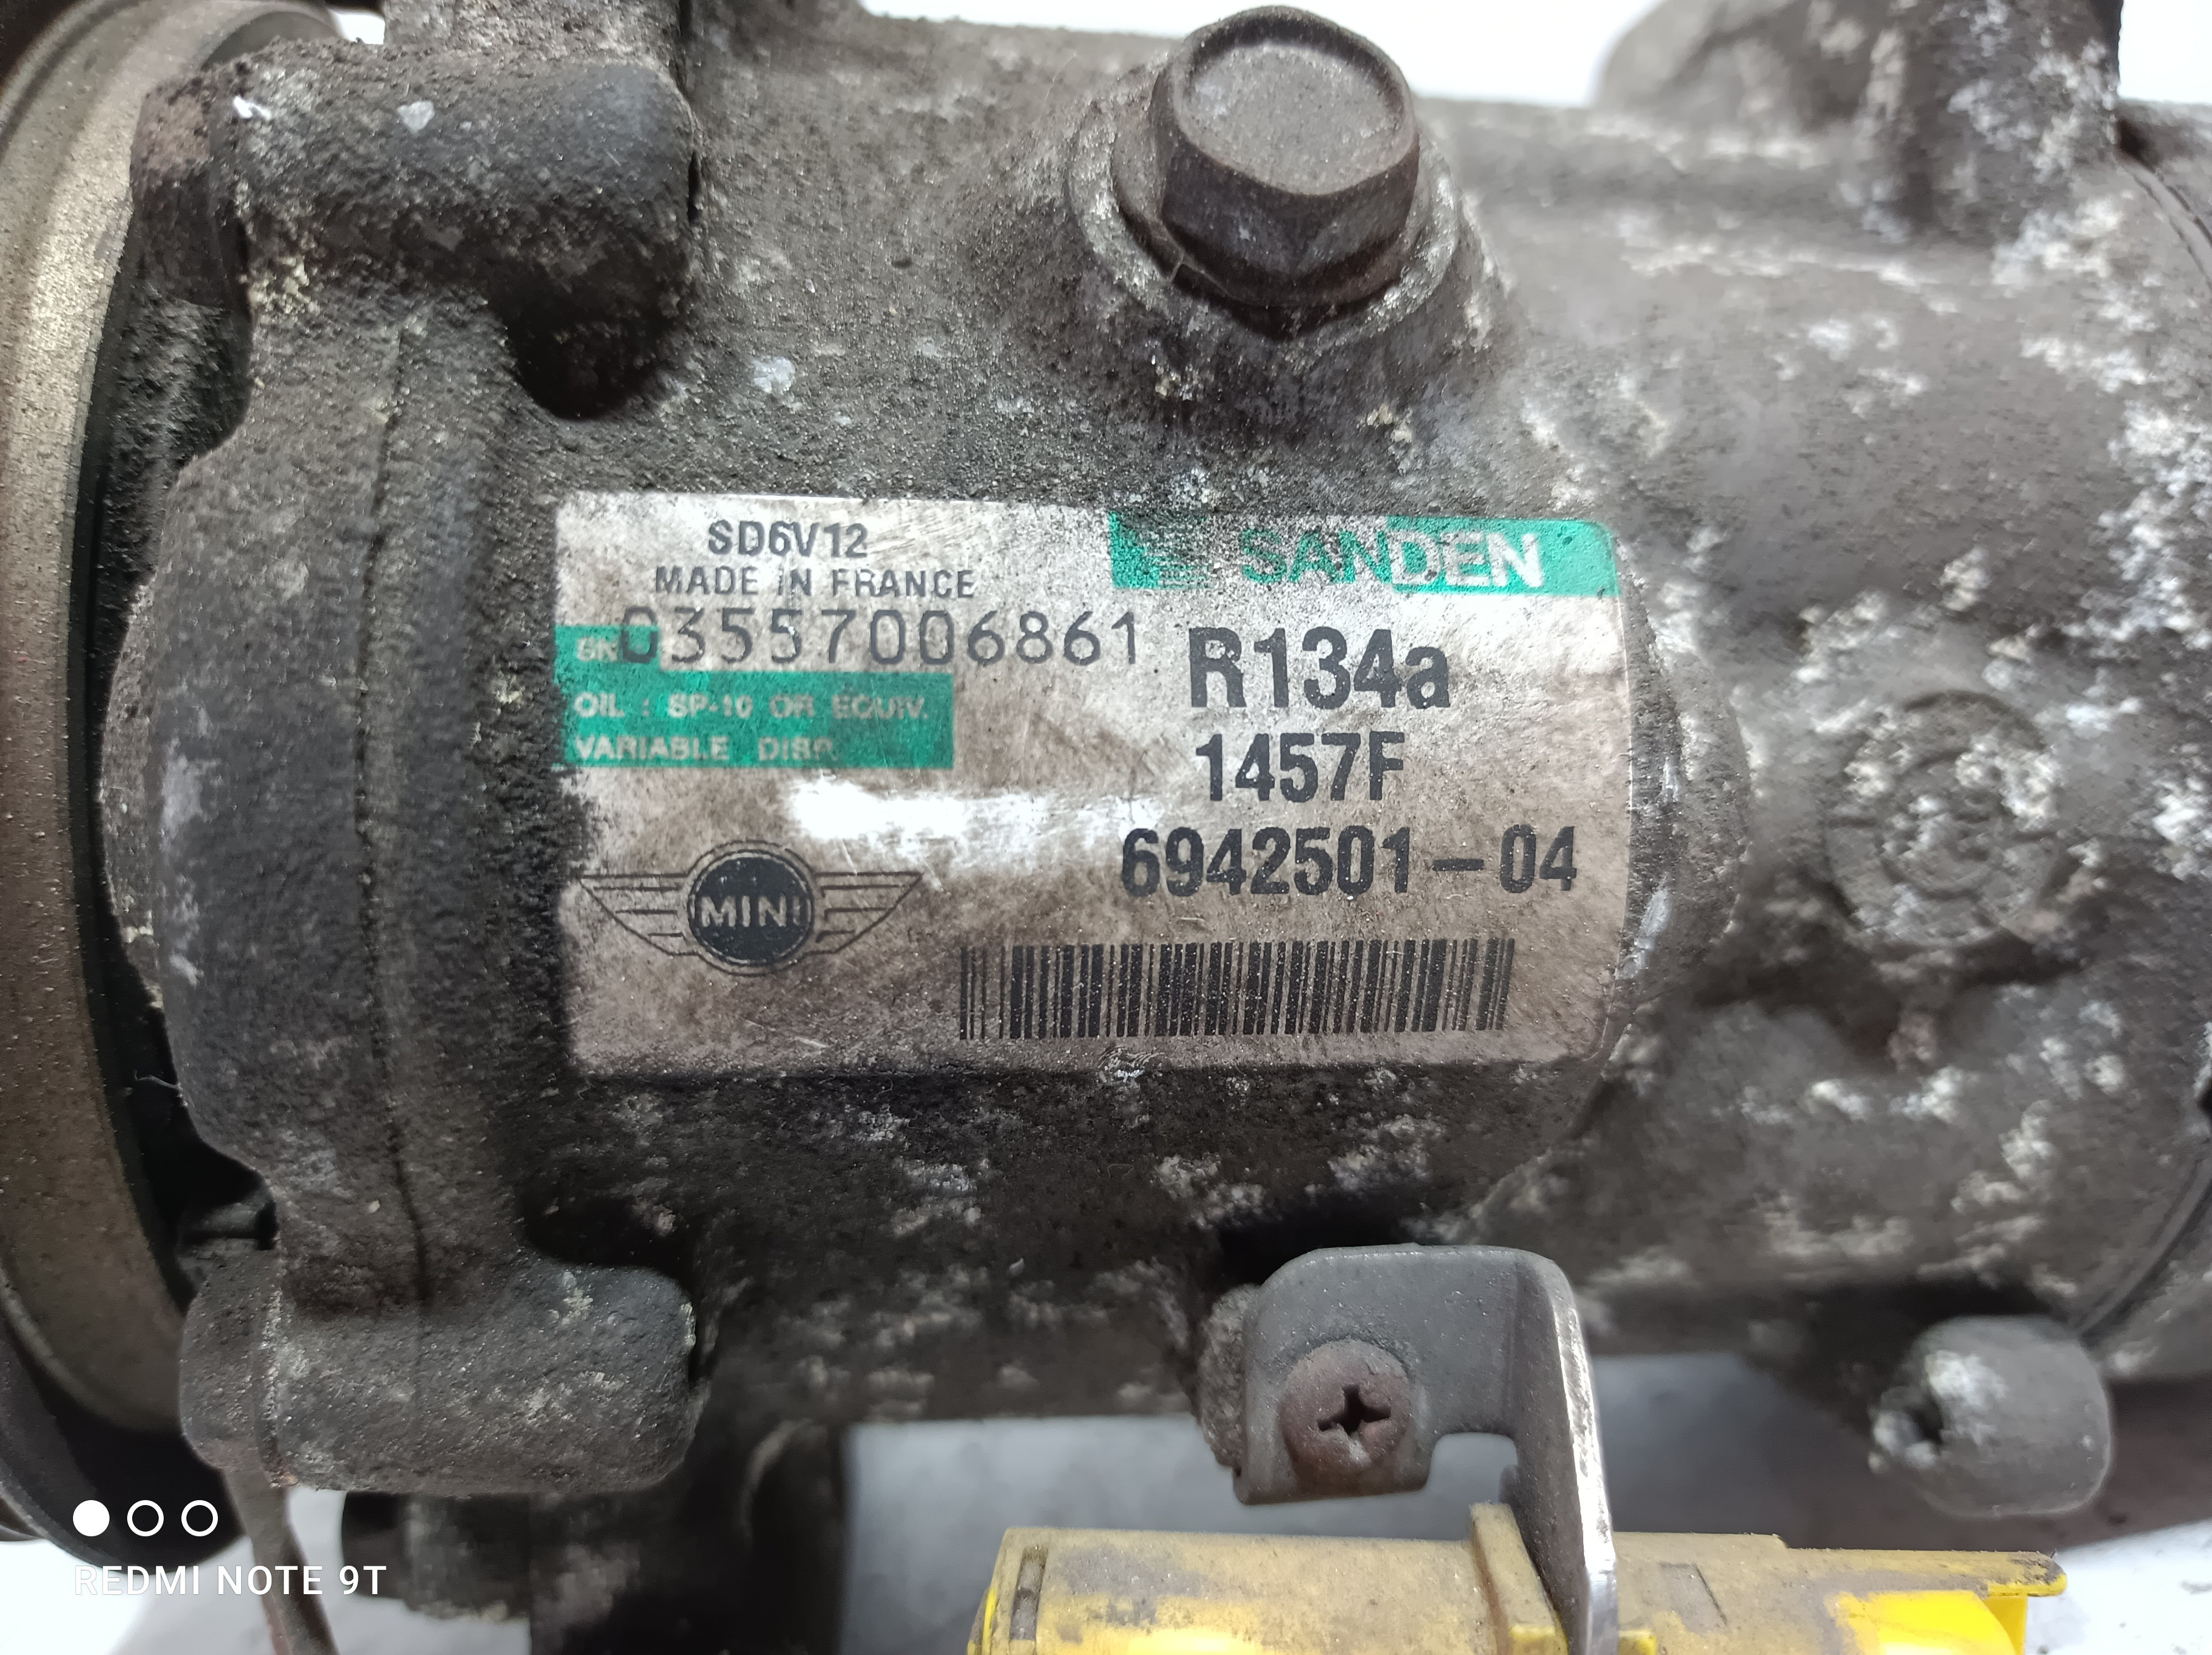 SD6V12
MADE IN FRANCE
SANDEN
SN 03557006861
R134a
OIL : SP-10 OR EQUIV.
VARIABLE DISP.
1457F
6942501-04
MINI
REDMI NOTE 9T